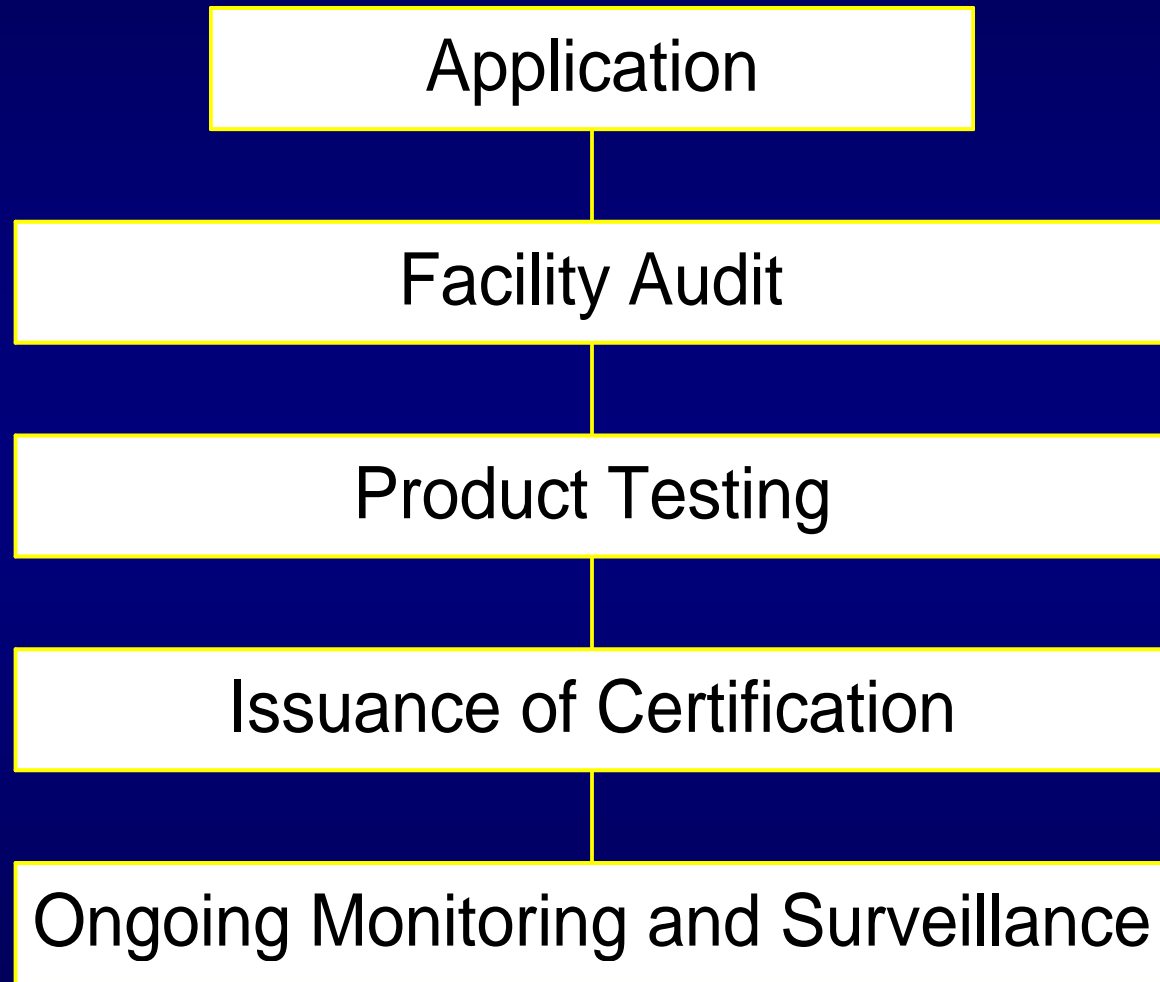 Application
Facility Audit
Product Testing
Issuance of Certification
Ongoing Monitoring and Surveillance